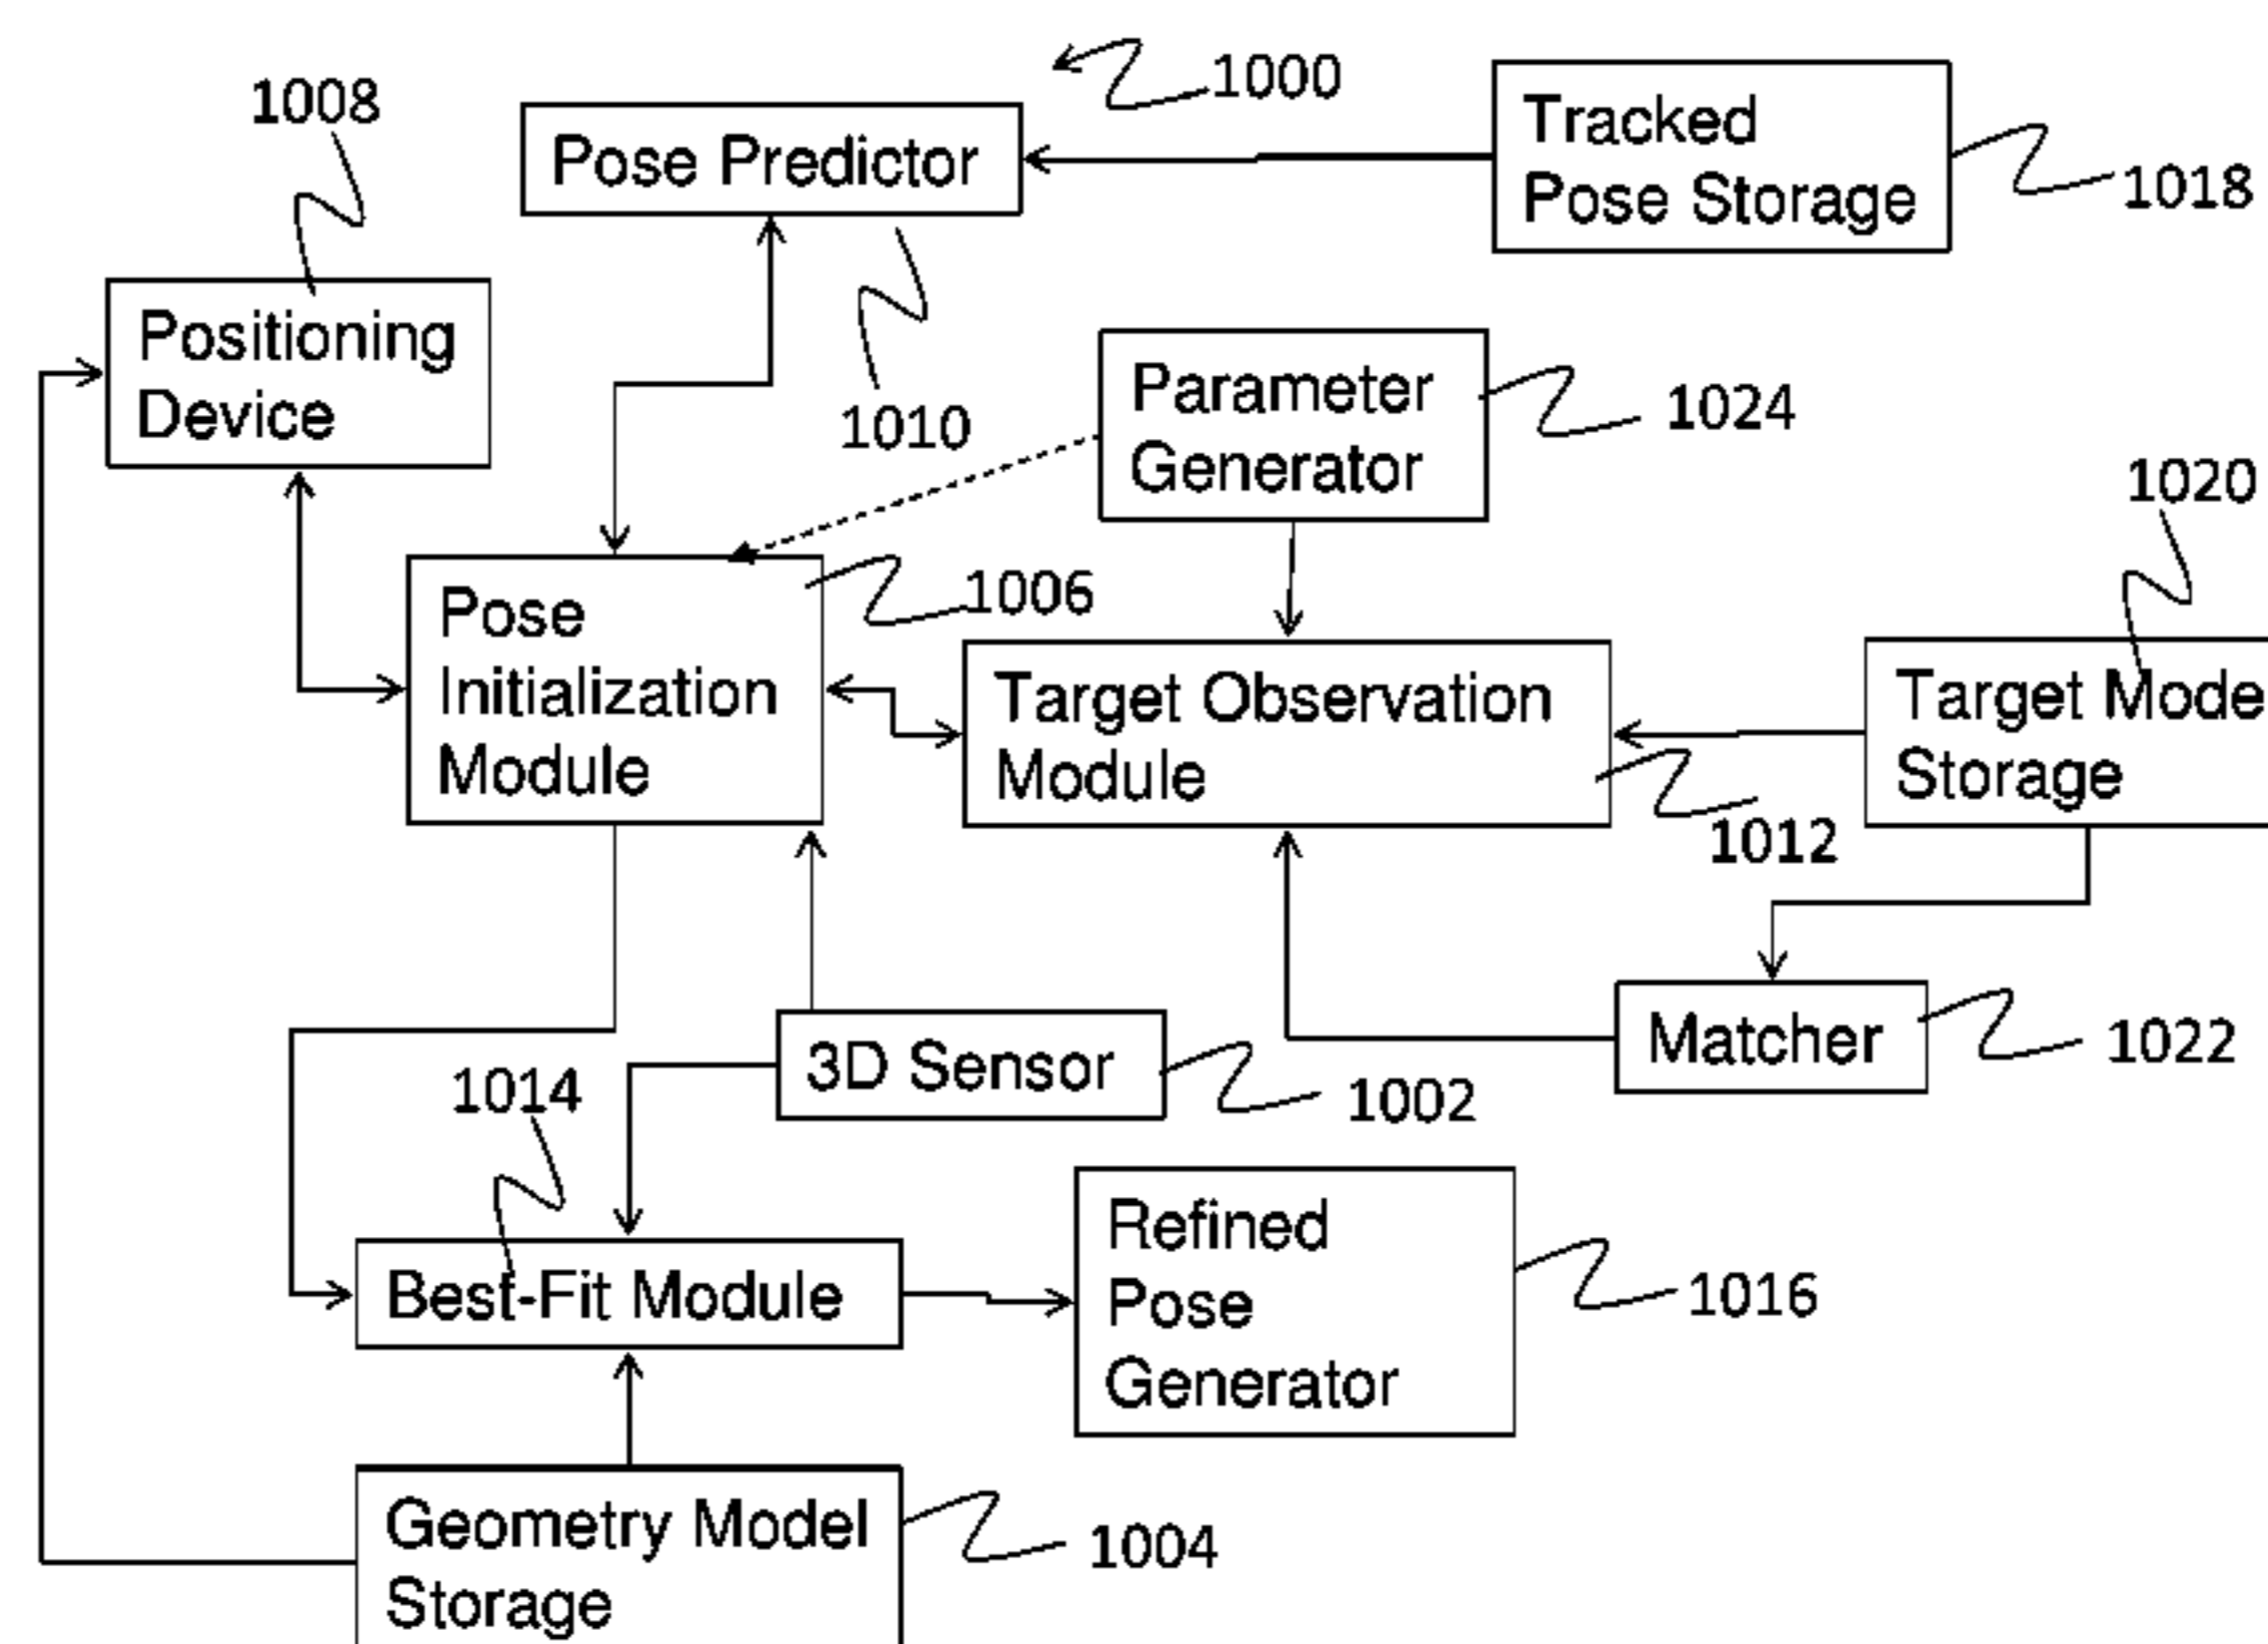 1000
1008
Tracked
Pose Storage
1018
Pose Predictor
1010
Positioning
Device
Parameter
Generator
1024
1020
Pose
Initialization
Module
1006
Target Observation
Module
1012
Target Mode
Storage
3D Sensor
1002
Matcher
1022
1014
Best-Fit Module
Refined
Pose
Generator
1016
Geometry Model
Storage
1004